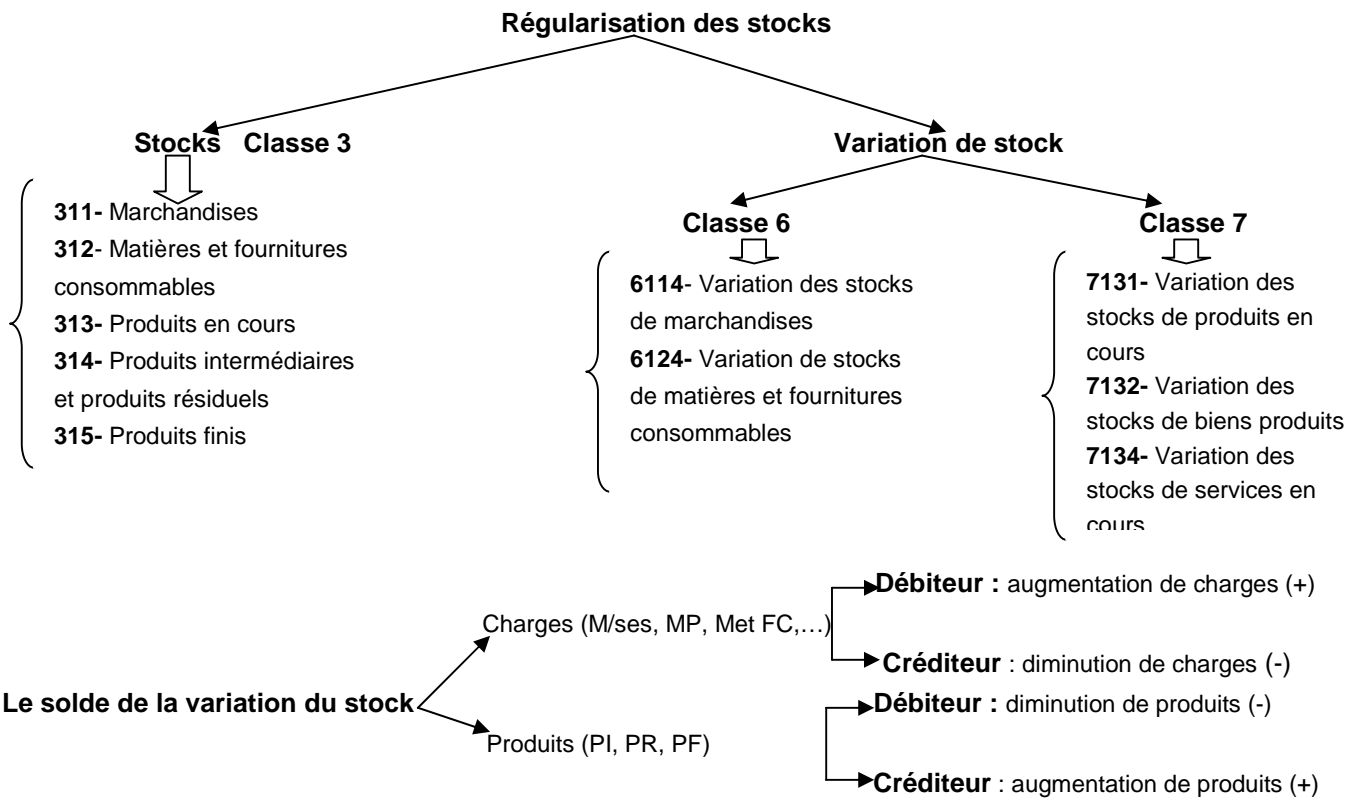 Régularisation des stocks
Stocks Classe 3
311- Marchandises
312- Matières et fournitures
consommables
313- Produits en cours
314- Produits intermédiaires
et produits résiduels
315- Produits finis
Variation de stock
Classe 6
6114- Variation des stocks
de marchandises
6124- Variation de stocks
de matières et fournitures
consommables
Classe 7
7131- Variation des
stocks de produits en
cours
7132- Variation des
stocks de biens produits
7134- Variation des
stocks de services en
cours
Le solde de la variation du stock
Charges (M/ses, MP, Met FC,…)
Débiteur : augmentation de charges (+)
Créditeur : diminution de charges (-)
Produits (PI, PR, PF)
Débiteur : diminution de produits (-)
Créditeur : augmentation de produits (+)